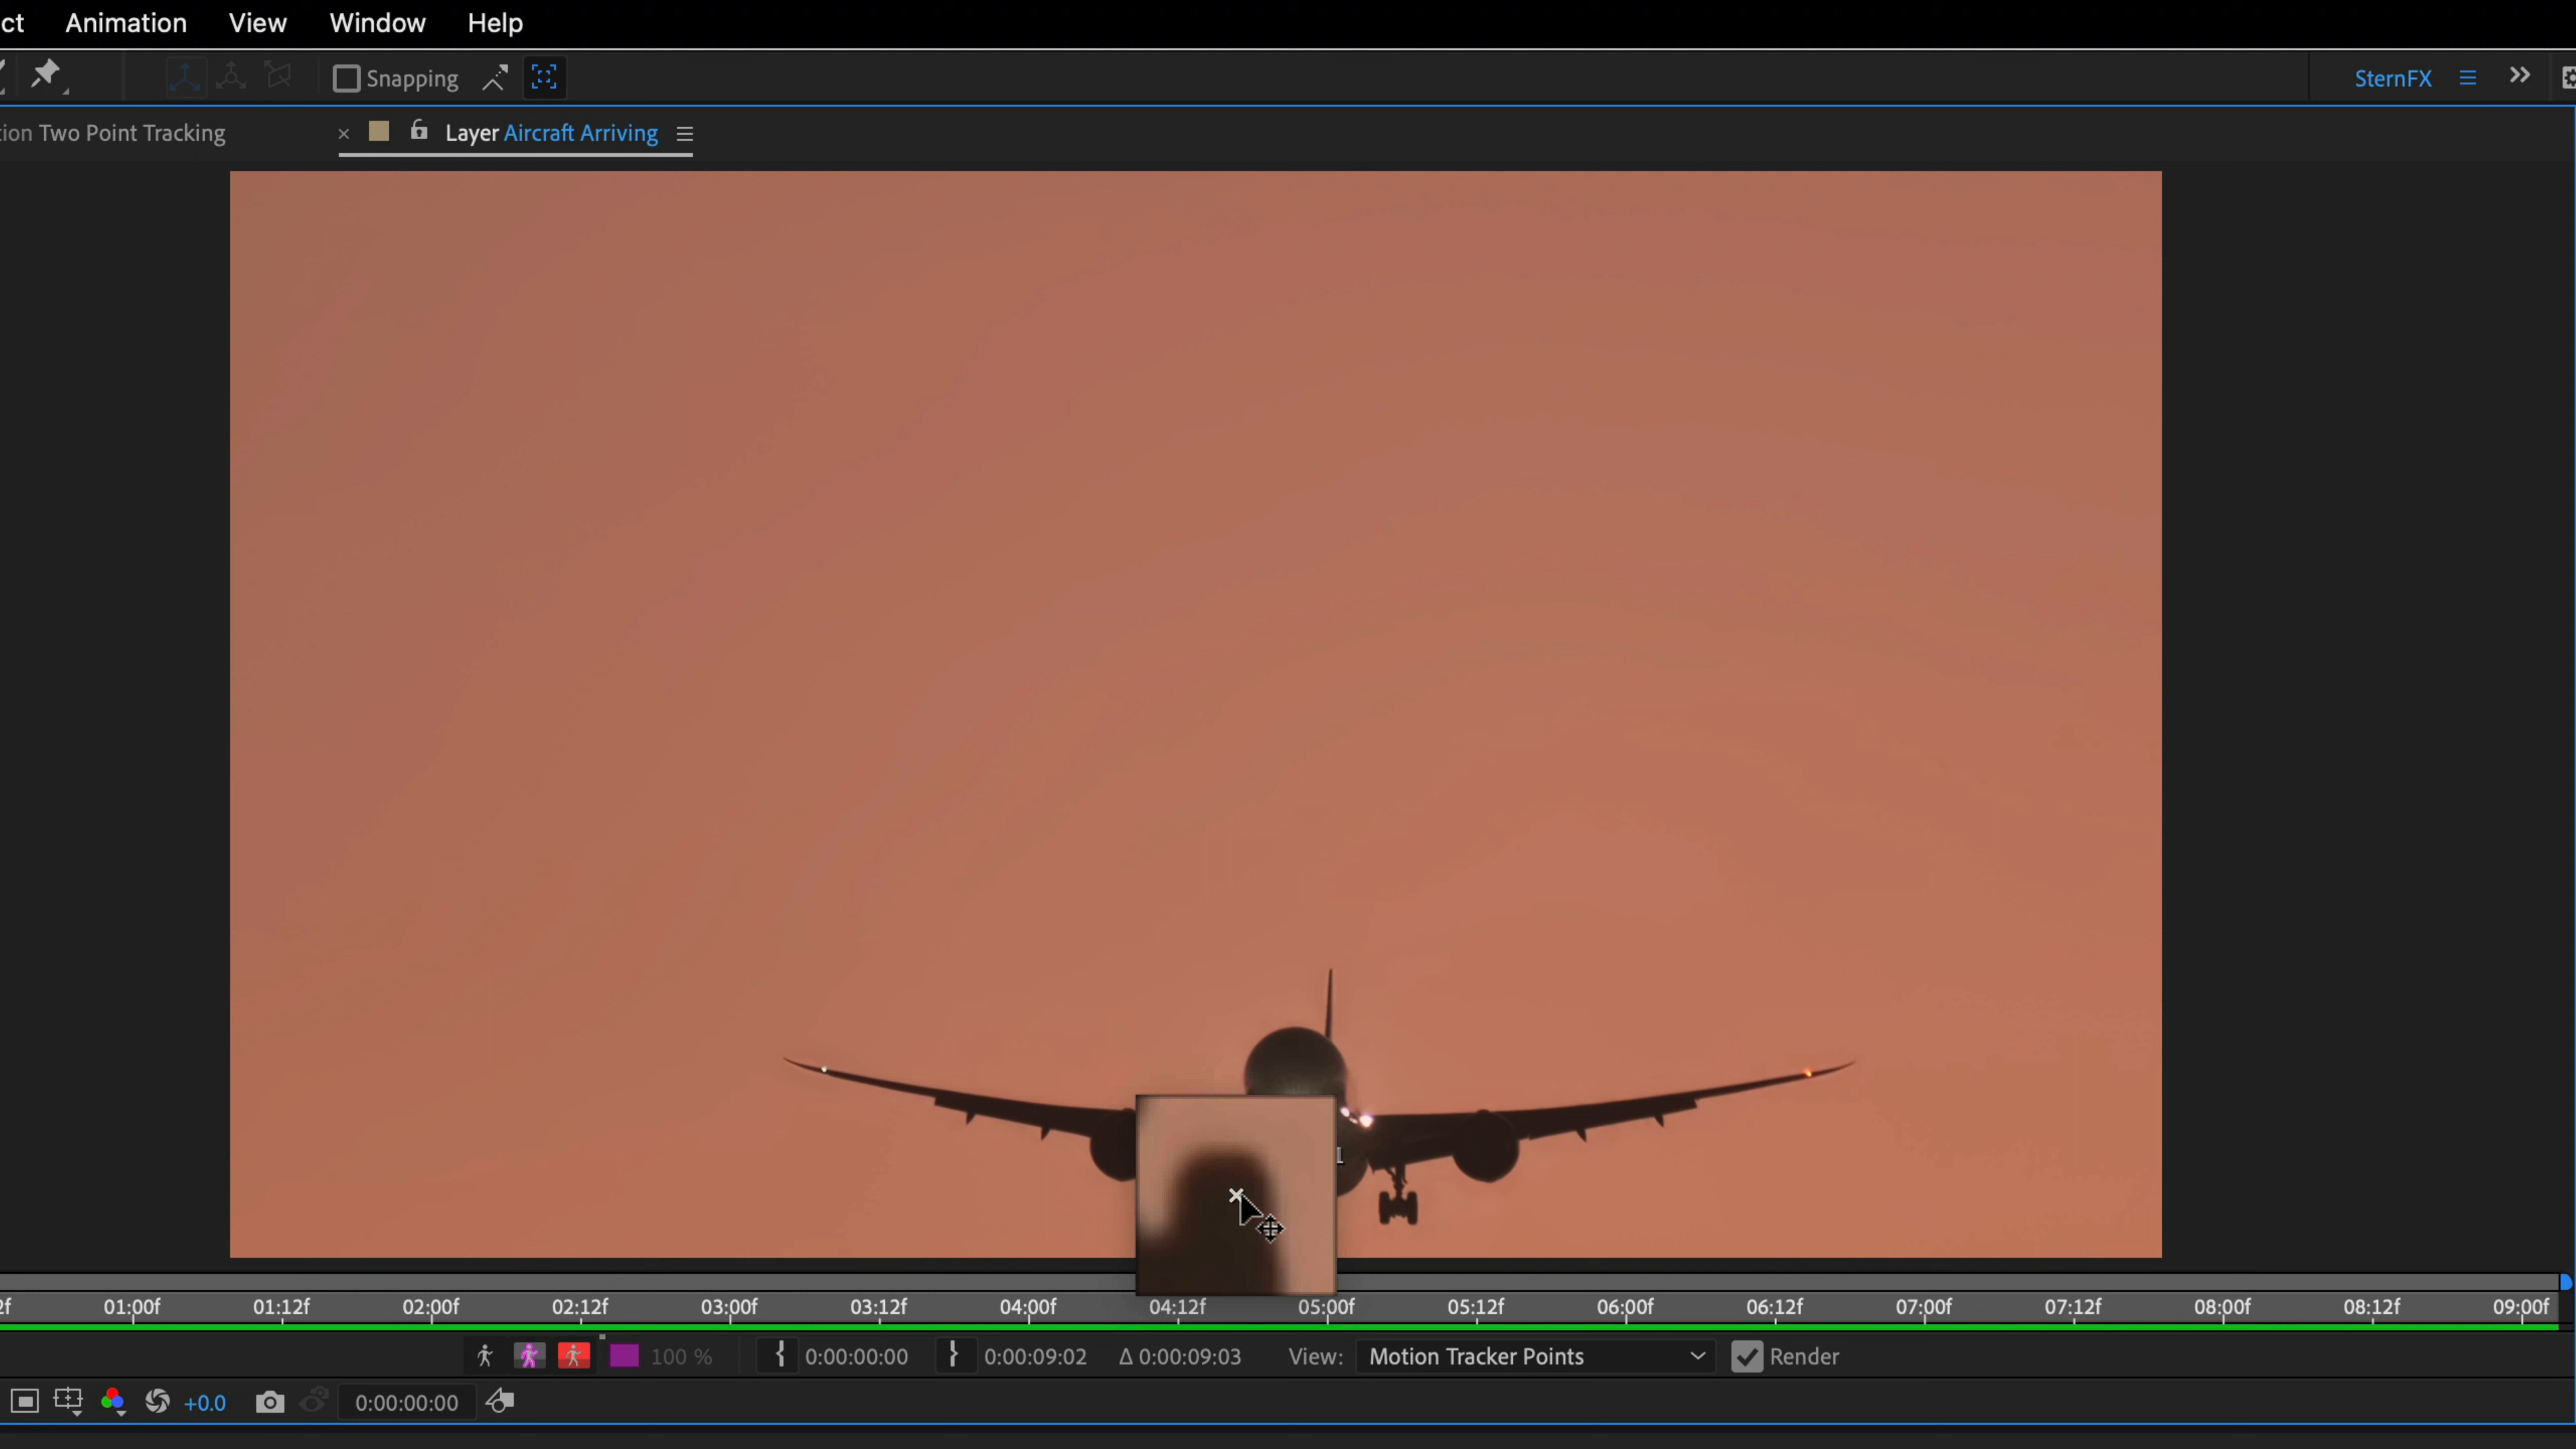 ct Animation View Window Help
Snapping SternFX
tion Two Point Tracking × Layer Aircraft Arriving
1
2f 01:00f 01:12f 02:00f 02:12f 03:00f 03:12f 04:00f 04:12f 05:00f 05:12f 06:00f 06:12f 07:00f 07:12f 08:00f 08:12f 09:00f
100 % { 0:00:00:00 } 0:00:09:02 Δ 0:00:09:03 View: Motion Tracker Points Render
+0.0 0:00:00:00